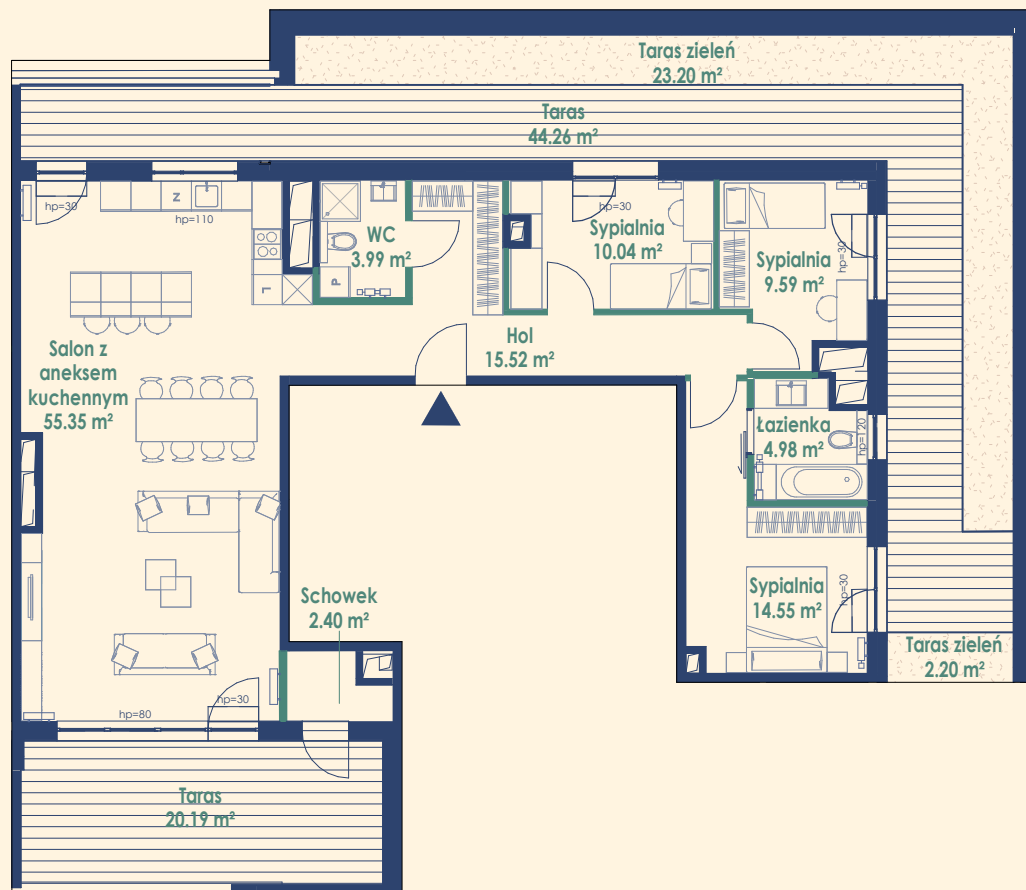 Taras zieleń
23.20 m²
Taras
44.26 m²
hp=30
Z
hp=110
WC
3.99 m²
P
L
hp=30
Sypialnia
10.04 m²
Sypialnia
9.59 m²
hp=30
Hol
15.52 m²
Salon z
aneksem
kuchennym
55.35 m²
Łazienka
4.98 m²
hp=120
Schowek
2.40 m²
Sypialnia
14.55 m²
hp=30
Taras zieleń
2.20 m²
hp=80
hp=30
Taras
20.19 m²